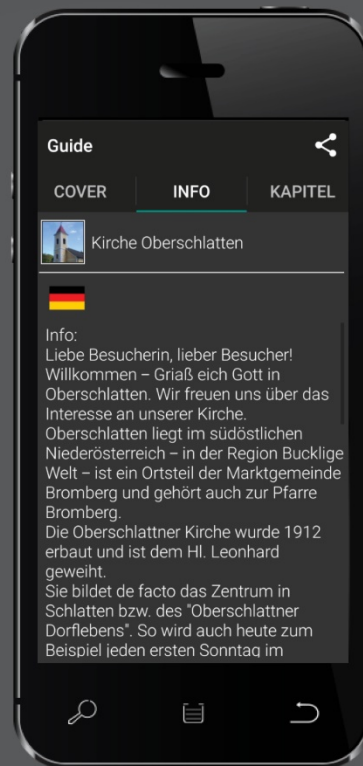 Guide
COVER INFO KAPITEL
Kirche Oberschlatten
Info:
Liebe Besucherin, lieber Besucher!
Willkommen – Griaß eich Gott in
Oberschlatten. Wir freuen uns über das
Interesse an unserer Kirche.
Oberschlatten liegt im südöstlichen
Niederösterreich – in der Region Bucklige
Welt – ist ein Ortsteil der Marktgemeinde
Bromberg und gehört auch zur Pfarre
Bromberg.
Die Oberschlattner Kirche wurde 1912
erbaut und ist dem Hl. Leonhard
geweiht.
Sie bildet de facto das Zentrum in
Schlatten bzw. des "Oberschlattner
Dorflebens". So wird auch heute zum
Beispiel jeden ersten Sonntag im